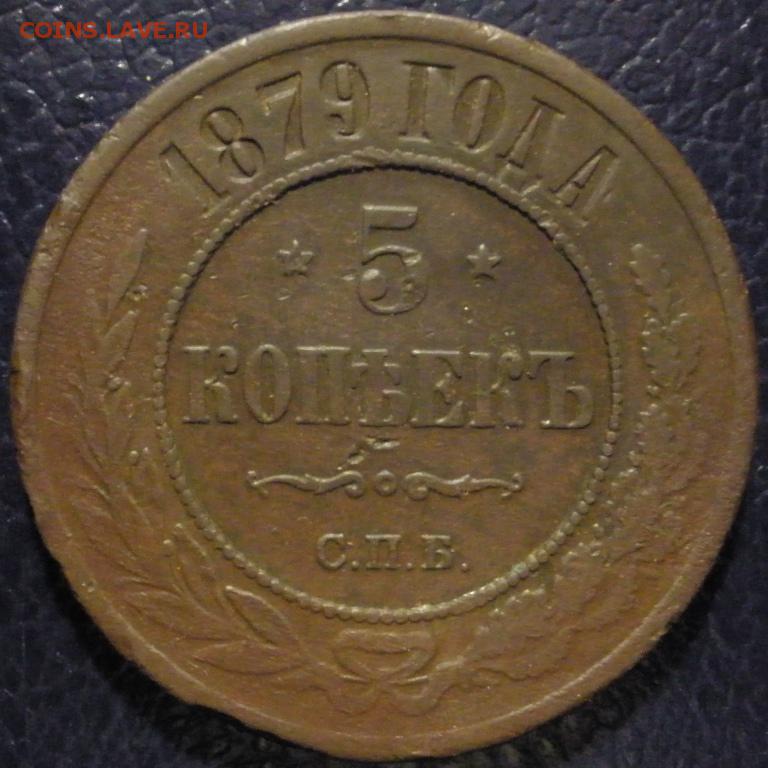 COINS.LAVE.RU
1879 ГОДА
5
КОПѢЕКЪ
С.П.Б.